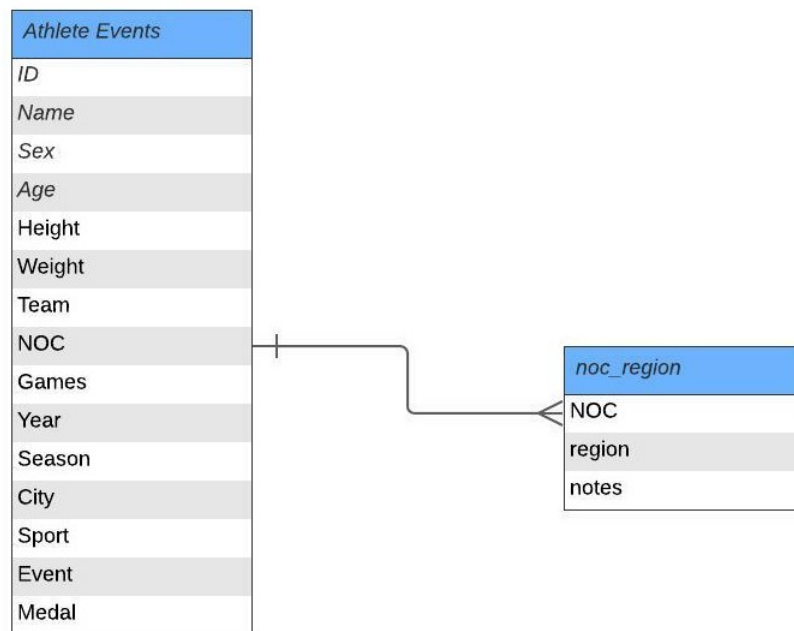 Athlete Events
ID
Name
Sex
Age
Height
Weight
Team
NOC
Games
Year
Season
City
Sport
Event
Medal
noc_region
NOC
region
notes